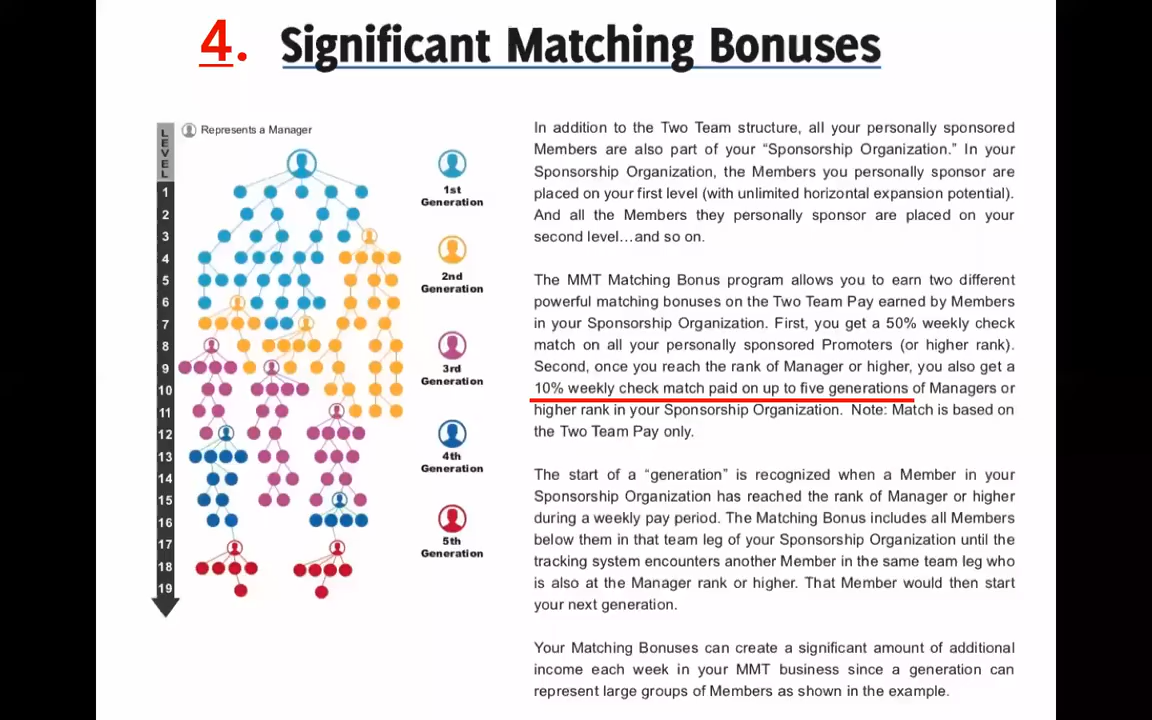 4. Significant Matching Bonuses
LEVEL
Represents a Manager
1
2
3
4
5
6
7
8
9
10
11
12
13
14
15
16
17
18
19
1st
Generation
2nd
Generation
3rd
Generation
4th
Generation
5th
Generation
In addition to the Two Team structure, all your personally sponsored
Members are also part of your “Sponsorship Organization.” In your
Sponsorship Organization, the Members you personally sponsor are
placed on your first level (with unlimited horizontal expansion potential).
And all the Members they personally sponsor are placed on your
second level…and so on.
The MMT Matching Bonus program allows you to earn two different
powerful matching bonuses on the Two Team Pay earned by Members
in your Sponsorship Organization. First, you get a 50% weekly check
match on all your personally sponsored Promoters (or higher rank).
Second, once you reach the rank of Manager or higher, you also get a
10% weekly check match paid on up to five generations of Managers or
higher rank in your Sponsorship Organization. Note: Match is based on
the Two Team Pay only.
The start of a “generation” is recognized when a Member in your
Sponsorship Organization has reached the rank of Manager or higher
during a weekly pay period. The Matching Bonus includes all Members
below them in that team leg of your Sponsorship Organization until the
tracking system encounters another Member in the same team leg who
is also at the Manager rank or higher. That Member would then start
your next generation.
Your Matching Bonuses can create a significant amount of additional
income each week in your MMT business since a generation can
represent large groups of Members as shown in the example.